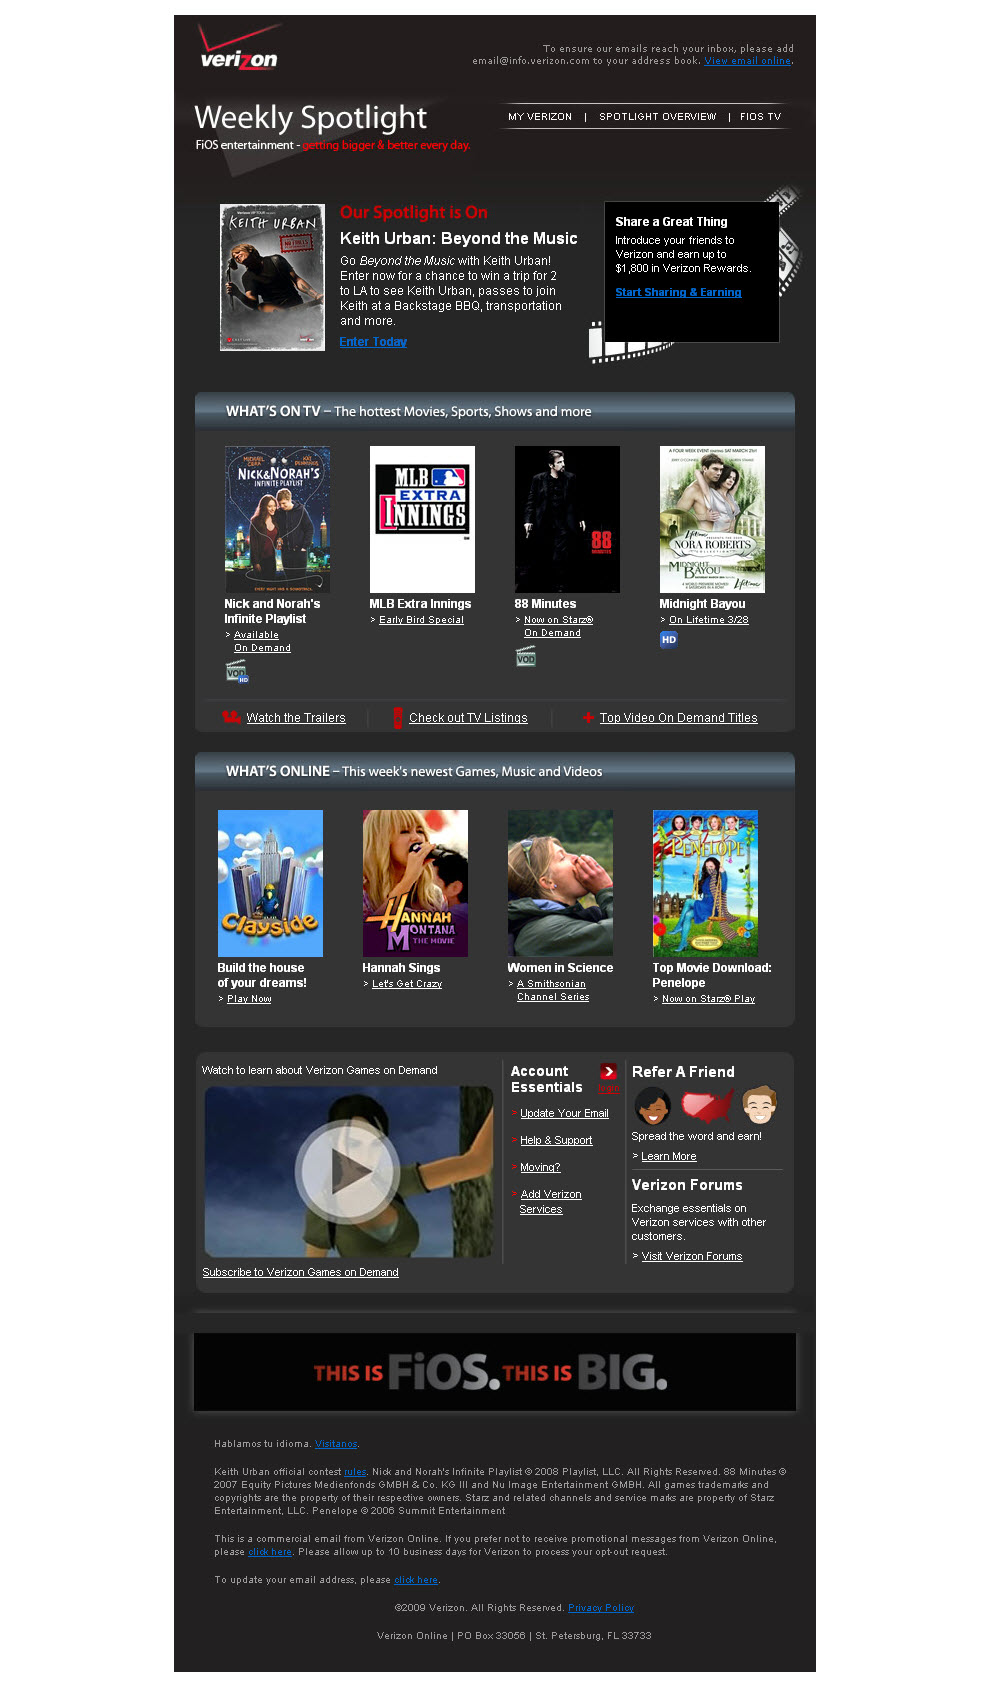 verizon
To ensure our emails reach your inbox, please add
email@info.verizon.com to your address book. View email online.
Weekly Spotlight
FiOS entertainment - getting bigger & better every day.
MY VERIZON | SPOTLIGHT OVERVIEW | FIOS TV
KEITH URBAN
Our Spotlight is On
Keith Urban: Beyond the Music
Go Beyond the Music with Keith Urban!
Enter now for a chance to win a trip for 2
to LA to see Keith Urban, passes to join
Keith at a Backstage BBQ, transportation
and more.
Enter Today
Share a Great Thing
Introduce your friends to
Verizon and earn up to
$1,800 in Verizon Rewards.
Start Sharing & Earning
WHAT'S ON TV – The hottest Movies, Sports, Shows and more
MICHAEL CERA KAT DENNINGS
NICK & NORAH'S
INFINITE PLAYLIST
Nick and Norah's
Infinite Playlist
> Available
On Demand
VOD HD
MLB
EXTRA
INNINGS
MLB Extra Innings
> Early Bird Special
88
MINUTES
88 Minutes
> Now on Starz®
On Demand
VOD
A FOUR WEEK EVENT STARTING SAT MARCH 21ST
Lifetime
NORA ROBERTS
COLLECTION
MIDNIGHT
BAYOU
Lifetime
Midnight Bayou
> On Lifetime 3/28
HD
Watch the Trailers
Check out TV Listings
Top Video On Demand Titles
WHAT'S ONLINE – This week's newest Games, Music and Videos
Clayside
Build the house
of your dreams!
> Play Now
HANNAH
MONTANA
THE MOVIE
Hannah Sings
> Let's Get Crazy
Women in Science
> A Smithsonian
Channel Series
PENELOPE
Top Movie Download:
Penelope
> Now on Starz® Play
Watch to learn about Verizon Games on Demand
Subscribe to Verizon Games on Demand
Account
Essentials
login
> Update Your Email
> Help & Support
> Moving?
> Add Verizon
Services
Refer A Friend
Spread the word and earn!
> Learn More
Verizon Forums
Exchange essentials on
Verizon services with other
customers.
> Visit Verizon Forums
THIS IS FiOS. THIS IS BIG.
Hablamos tu idioma. Visítanos.
Keith Urban official contest rules. Nick and Norah's Infinite Playlist © 2008 Playlist, LLC. All Rights Reserved. 88 Minutes ©
2007 Equity Pictures Medienfonds GMBH & Co. KG III and Nu Image Entertainment GMBH. All games trademarks and
copyrights are the property of their respective owners. Starz and related channels and service marks are property of Starz
Entertainment, LLC. Penelope © 2006 Summit Entertainment
This is a commercial email from Verizon Online. If you prefer not to receive promotional messages from Verizon Online,
please click here. Please allow up to 10 business days for Verizon to process your opt-out request.
To update your email address, please click here.
©2009 Verizon. All Rights Reserved. Privacy Policy
Verizon Online | PO Box 33056 | St. Petersburg, FL 33733